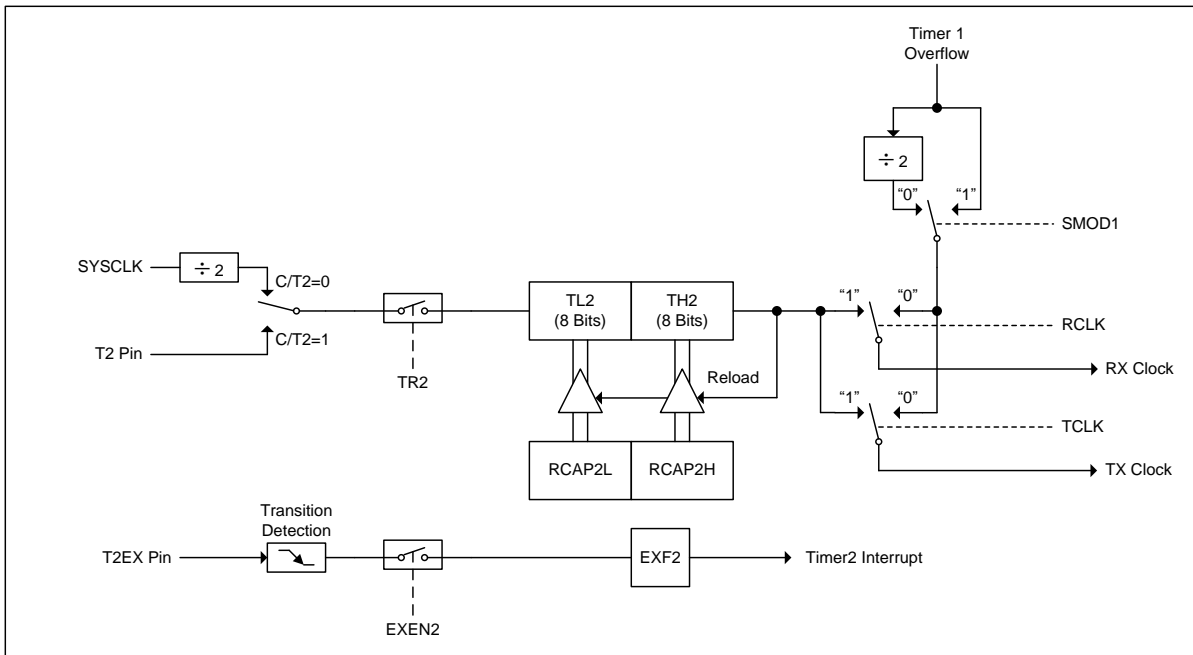 Timer 1
Overflow
÷ 2
“0”
“1”
SMOD1
SYSCLK
÷ 2
C/T2=0
T2 Pin
C/T2=1
TR2
TL2
(8 Bits)
TH2
(8 Bits)
“1”
“0”
RCLK
RX Clock
Reload
“1”
“0”
TCLK
TX Clock
RCAP2L
RCAP2H
Transition
Detection
T2EX Pin
EXEN2
EXF2
Timer2 Interrupt